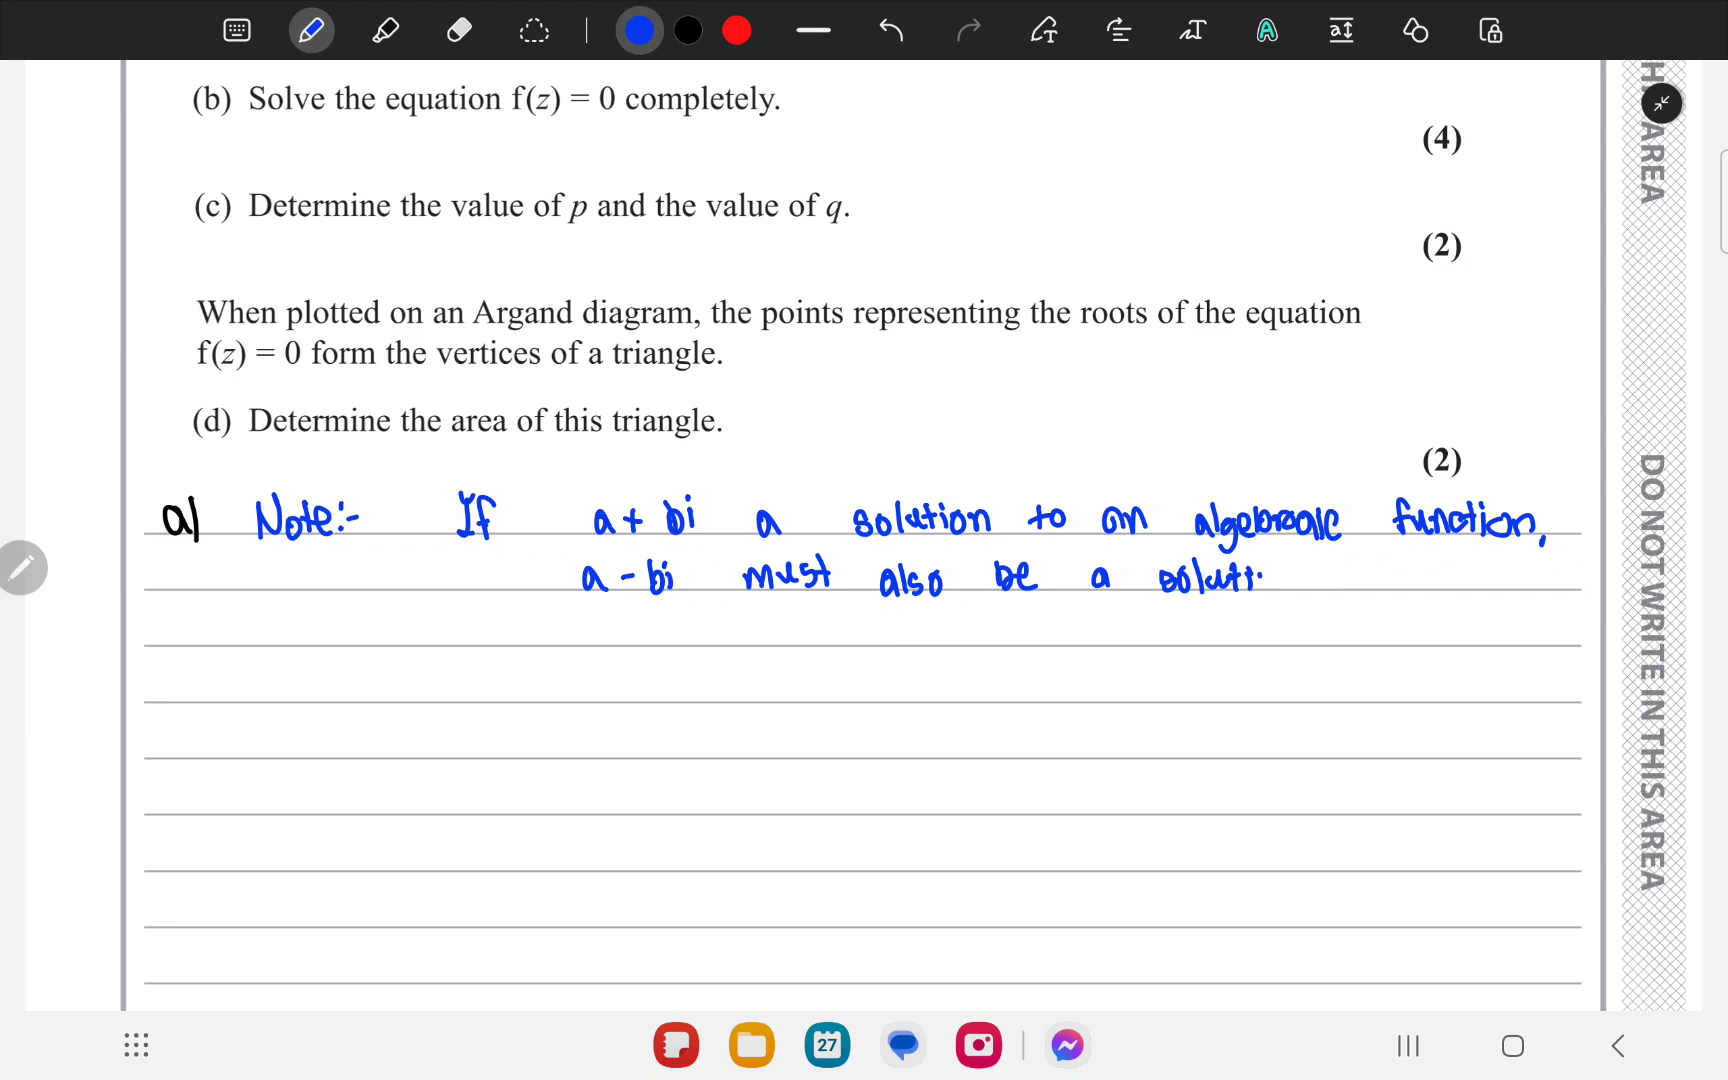 (b) Solve the equation f(z) = 0 completely.
(4)
(c) Determine the value of p and the value of q.
(2)
When plotted on an Argand diagram, the points representing the roots of the equation
f(z) = 0 form the vertices of a triangle.
(d) Determine the area of this triangle.
(2)
a) Note:- If a + bi a solution to an algebraic function,
a - bi must also be a soluti
AREA
DO NOT WRITE IN THIS AREA
27